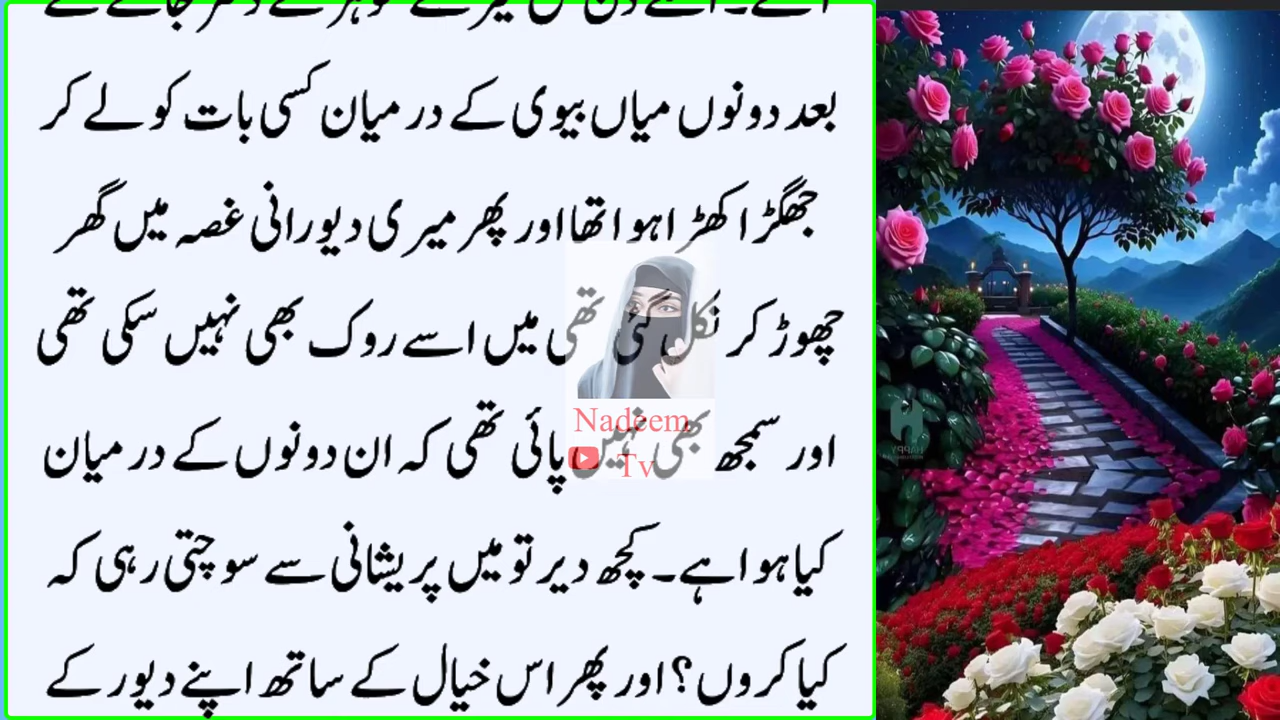 بعد دونوں میاں بیوی کے درمیان کسی بات کو لے کر
جھگڑا کھڑا ہوا تھا اور پھر میری دیورانی غصہ میں گھر
چھوڑ کر نکل گئی تھی میں اسے روک بھی نہیں سکی تھی
اور سمجھ بھی نہیں پائی تھی کہ ان دونوں کے درمیان
کیا ہوا ہے۔ کچھ دیر تو میں پریشانی سے سوچتی رہی کہ
کیا کروں؟ اور پھر اس خیال کے ساتھ اپنے دیور کے
Nadeem
Tv
HAPPY